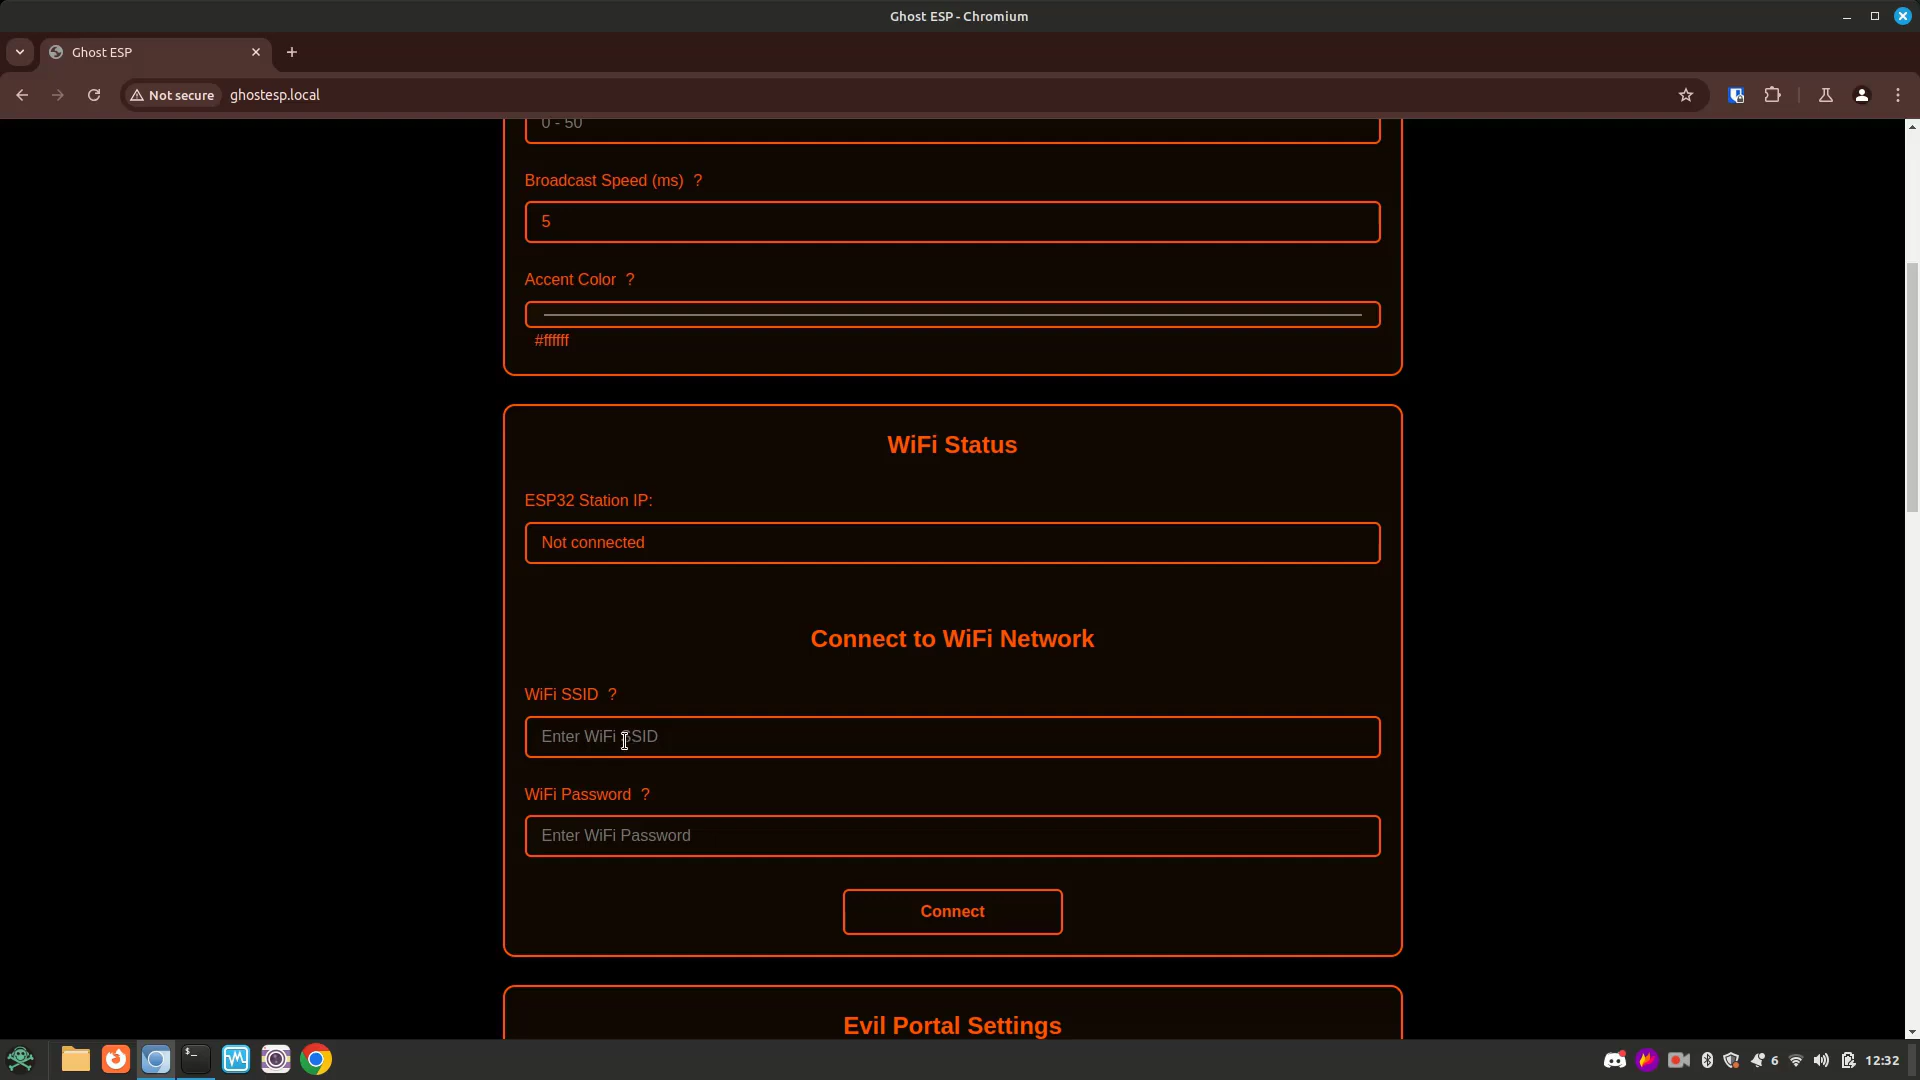 Ghost ESP - Chromium
Ghost ESP
Not secure
ghostesp.local
0 - 50
Broadcast Speed (ms) ?
5
Accent Color ?
#ffffff
WiFi Status
ESP32 Station IP:
Not connected
Connect to WiFi Network
WiFi SSID ?
Enter WiFi SSID
WiFi Password ?
Enter WiFi Password
Connect
Evil Portal Settings
6
12:32